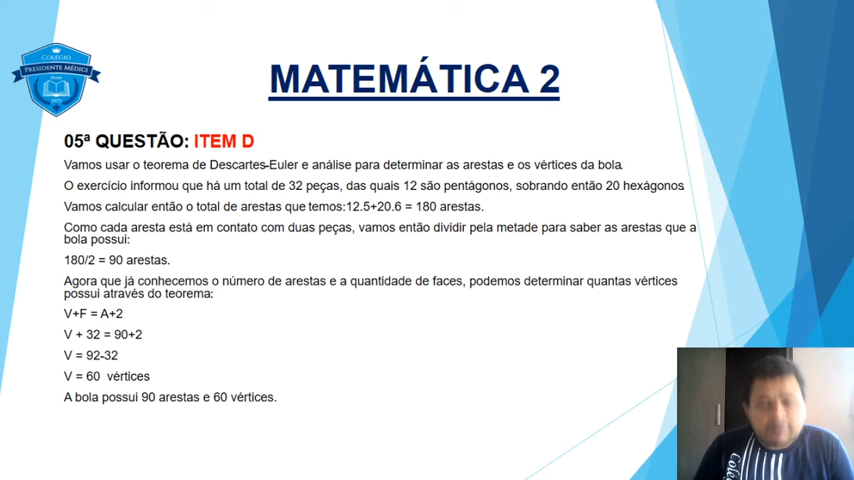 COLÉGIO
PRESIDENTE MÉDICI
MATEMÁTICA 2
05ª QUESTÃO: ITEM D
Vamos usar o teorema de Descartes-Euler e análise para determinar as arestas e os vértices da bola.
O exercício informou que há um total de 32 peças, das quais 12 são pentágonos, sobrando então 20 hexágonos.
Vamos calcular então o total de arestas que temos:12.5+20.6 = 180 arestas.
Como cada aresta está em contato com duas peças, vamos então dividir pela metade para saber as arestas que a
bola possui:
180/2 = 90 arestas.
Agora que já conhecemos o número de arestas e a quantidade de faces, podemos determinar quantas vértices
possui através do teorema:
V+F = A+2
V + 32 = 90+2
V = 92-32
V = 60 vértices
A bola possui 90 arestas e 60 vértices.